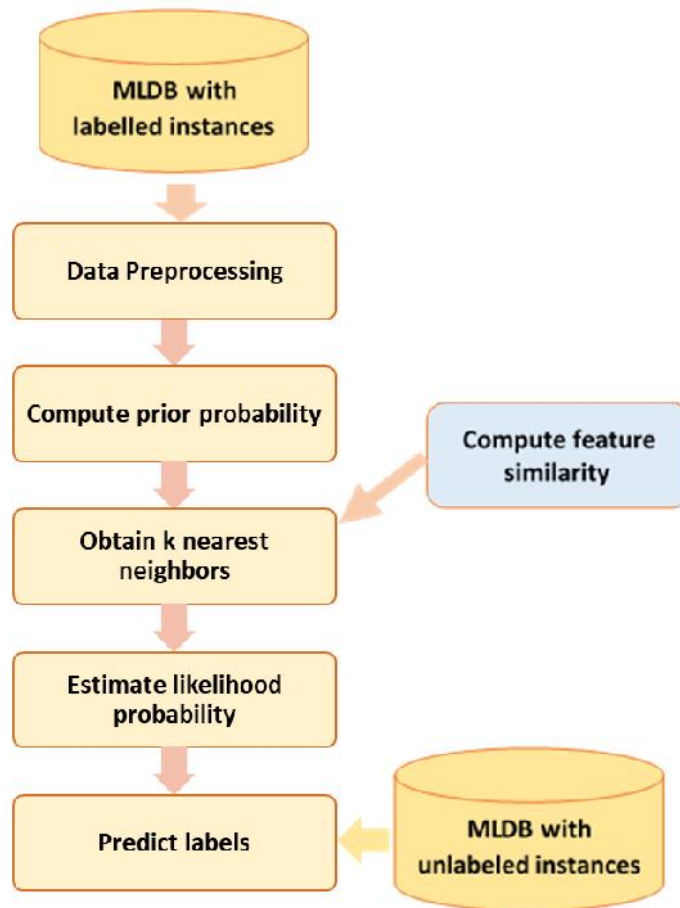 MLDB with
labelled instances
Data Preprocessing
Compute prior probability
Compute feature
similarity
Obtain k nearest
neighbors
Estimate likelihood
probability
Predict labels
MLDB with
unlabeled instances